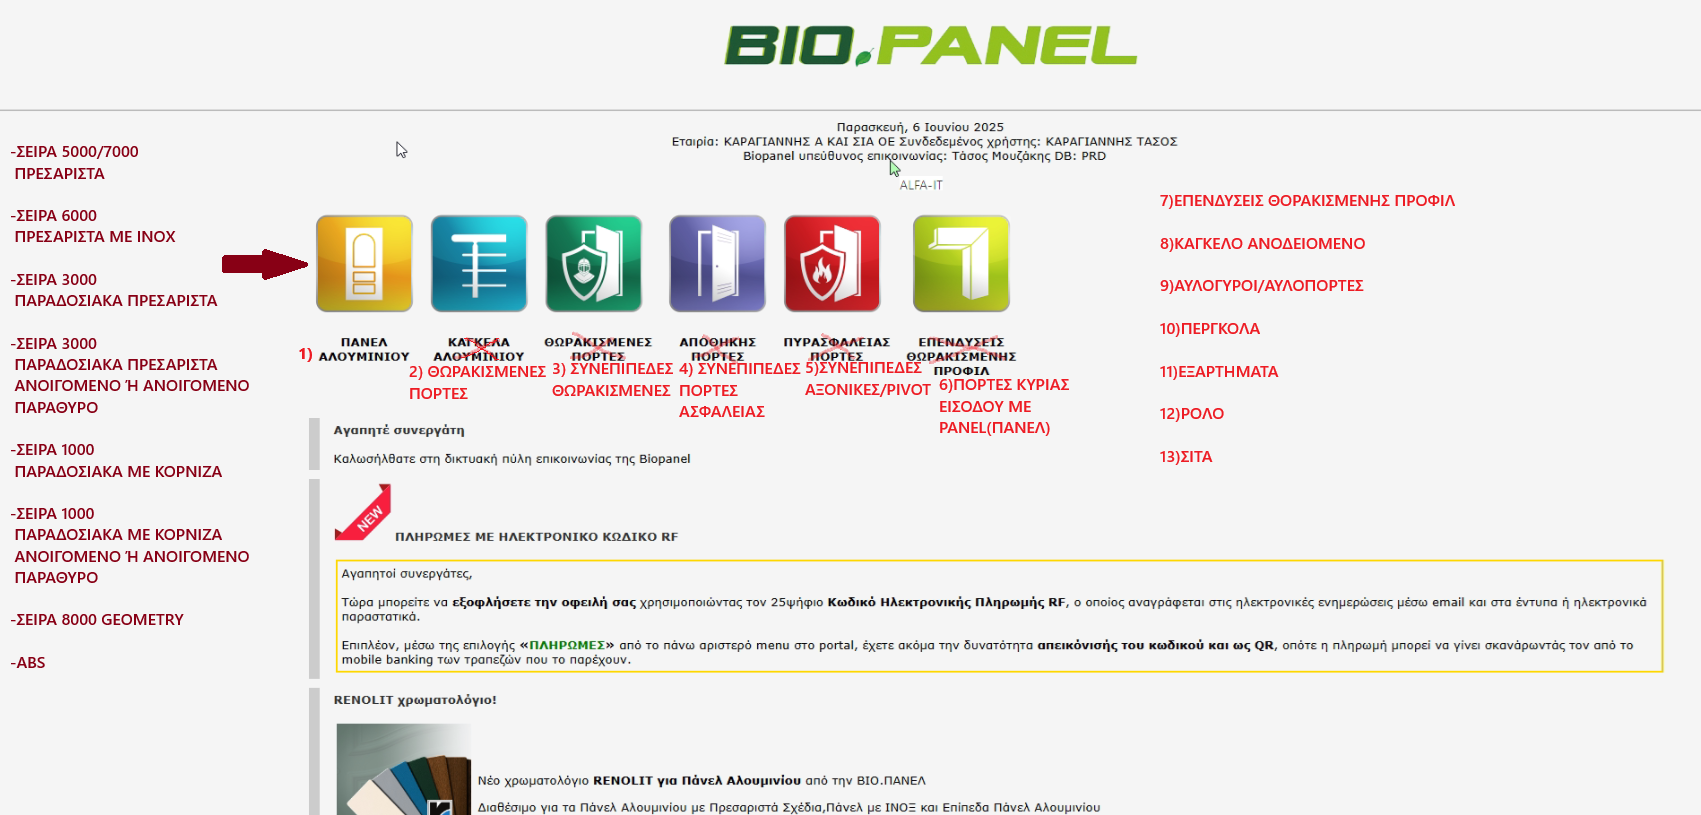 BIO.PANEL
Παρασκευή, 6 Ιουνίου 2025
Εταιρία: ΚΑΡΑΓΙΑΝΝΗΣ Α ΚΑΙ ΣΙΑ ΟΕ Συνδεδεμένος χρήστης: ΚΑΡΑΓΙΑΝΝΗΣ ΤΑΣΟΣ
Biopanel υπεύθυνος επικοινωνίας: Τάσος Μουζάκης DB: PRD
ALFA-IT
-ΣΕΙΡΑ 5000/7000
ΠΡΕΣΑΡΙΣΤΑ
-ΣΕΙΡΑ 6000
ΠΡΕΣΑΡΙΣΤΑ ΜΕ ΙΝΟΧ
-ΣΕΙΡΑ 3000
ΠΑΡΑΔΟΣΙΑΚΑ ΠΡΕΣΑΡΙΣΤΑ
-ΣΕΙΡΑ 3000
ΠΑΡΑΔΟΣΙΑΚΑ ΠΡΕΣΑΡΙΣΤΑ
ΑΝΟΙΓΟΜΕΝΟ Ή ΑΝΟΙΓΟΜΕΝΟ
ΠΑΡΑΘΥΡΟ
-ΣΕΙΡΑ 1000
ΠΑΡΑΔΟΣΙΑΚΑ ΜΕ ΚΟΡΝΙΖΑ
-ΣΕΙΡΑ 1000
ΠΑΡΑΔΟΣΙΑΚΑ ΜΕ ΚΟΡΝΙΖΑ
ΑΝΟΙΓΟΜΕΝΟ Ή ΑΝΟΙΓΟΜΕΝΟ
ΠΑΡΑΘΥΡΟ
-ΣΕΙΡΑ 8000 GEOMETRY
-ABS
1)
ΠΑΝΕΛ
ΑΛΟΥΜΙΝΙΟΥ
ΚΑΓΚΕΛΑ
ΑΛΟΥΜΙΝΙΟΥ
2) ΘΩΡΑΚΙΣΜΕΝΕΣ
ΠΟΡΤΕΣ
ΘΩΡΑΚΙΣΜΕΝΕΣ
ΠΟΡΤΕΣ
3) ΣΥΝΕΠΙΠΕΔΕΣ
ΘΩΡΑΚΙΣΜΕΝΕΣ
ΑΠΟΘΗΚΗΣ
ΠΟΡΤΕΣ
4) ΣΥΝΕΠΙΠΕΔΕΣ
ΠΟΡΤΕΣ
ΑΣΦΑΛΕΙΑΣ
ΠΥΡΑΣΦΑΛΕΙΑΣ
ΠΟΡΤΕΣ
5)ΣΥΝΕΠΙΠΕΔΕΣ
ΑΞΟΝΙΚΕΣ/PIVOT
ΕΠΕΝΔΥΣΕΙΣ
ΘΩΡΑΚΙΣΜΕΝΗΣ
ΠΡΟΦΙΛ
6)ΠΟΡΤΕΣ ΚΥΡΙΑΣ
ΕΙΣΟΔΟΥ ΜΕ
PANEL(ΠΑΝΕΛ)
7)ΕΠΕΝΔΥΣΕΙΣ ΘΟΡΑΚΙΣΜΕΝΗΣ ΠΡΟΦΙΛ
8)ΚΑΓΚΕΛΟ ΑΝΟΔΕΙΟΜΕΝΟ
9)ΑΥΛΟΓΥΡΟΙ/ΑΥΛΟΠΟΡΤΕΣ
10)ΠΕΡΓΚΟΛΑ
11)ΕΞΑΡΤΗΜΑΤΑ
12)ΡΟΛΟ
13)ΣΙΤΑ
Αγαπητέ συνεργάτη
Καλωσήλθατε στη δικτυακή πύλη επικοινωνίας της Biopanel
NEW
ΠΛΗΡΩΜΕΣ ΜΕ ΗΛΕΚΤΡΟΝΙΚΟ ΚΩΔΙΚΟ RF
Αγαπητοί συνεργάτες,
Τώρα μπορείτε να εξοφλήσετε την οφειλή σας χρησιμοποιώντας τον 25ψήφιο Κωδικό Ηλεκτρονικής Πληρωμής RF, ο οποίος αναγράφεται στις ηλεκτρονικές ενημερώσεις μέσω email και στα έντυπα ή ηλεκτρονικά
παραστατικά.
Επιπλέον, μέσω της επιλογής «ΠΛΗΡΩΜΕΣ» από το πάνω αριστερό menu στο portal, έχετε ακόμα την δυνατότητα απεικόνισής του κωδικού και ως QR, οπότε η πληρωμή μπορεί να γίνει σκανάρωντάς τον από το
mobile banking των τραπεζών που το παρέχουν.
RENOLIT χρωματολόγιο!
Νέο χρωματολόγιο RENOLIT για Πάνελ Αλουμινίου από την ΒΙΟ.ΠΑΝΕΛ
Διαθέσιμο για τα Πάνελ Αλουμινίου με Πρεσαριστά Σχέδια,Πάνελ με ΙΝΟΞ και Επίπεδα Πάνελ Αλουμινίου